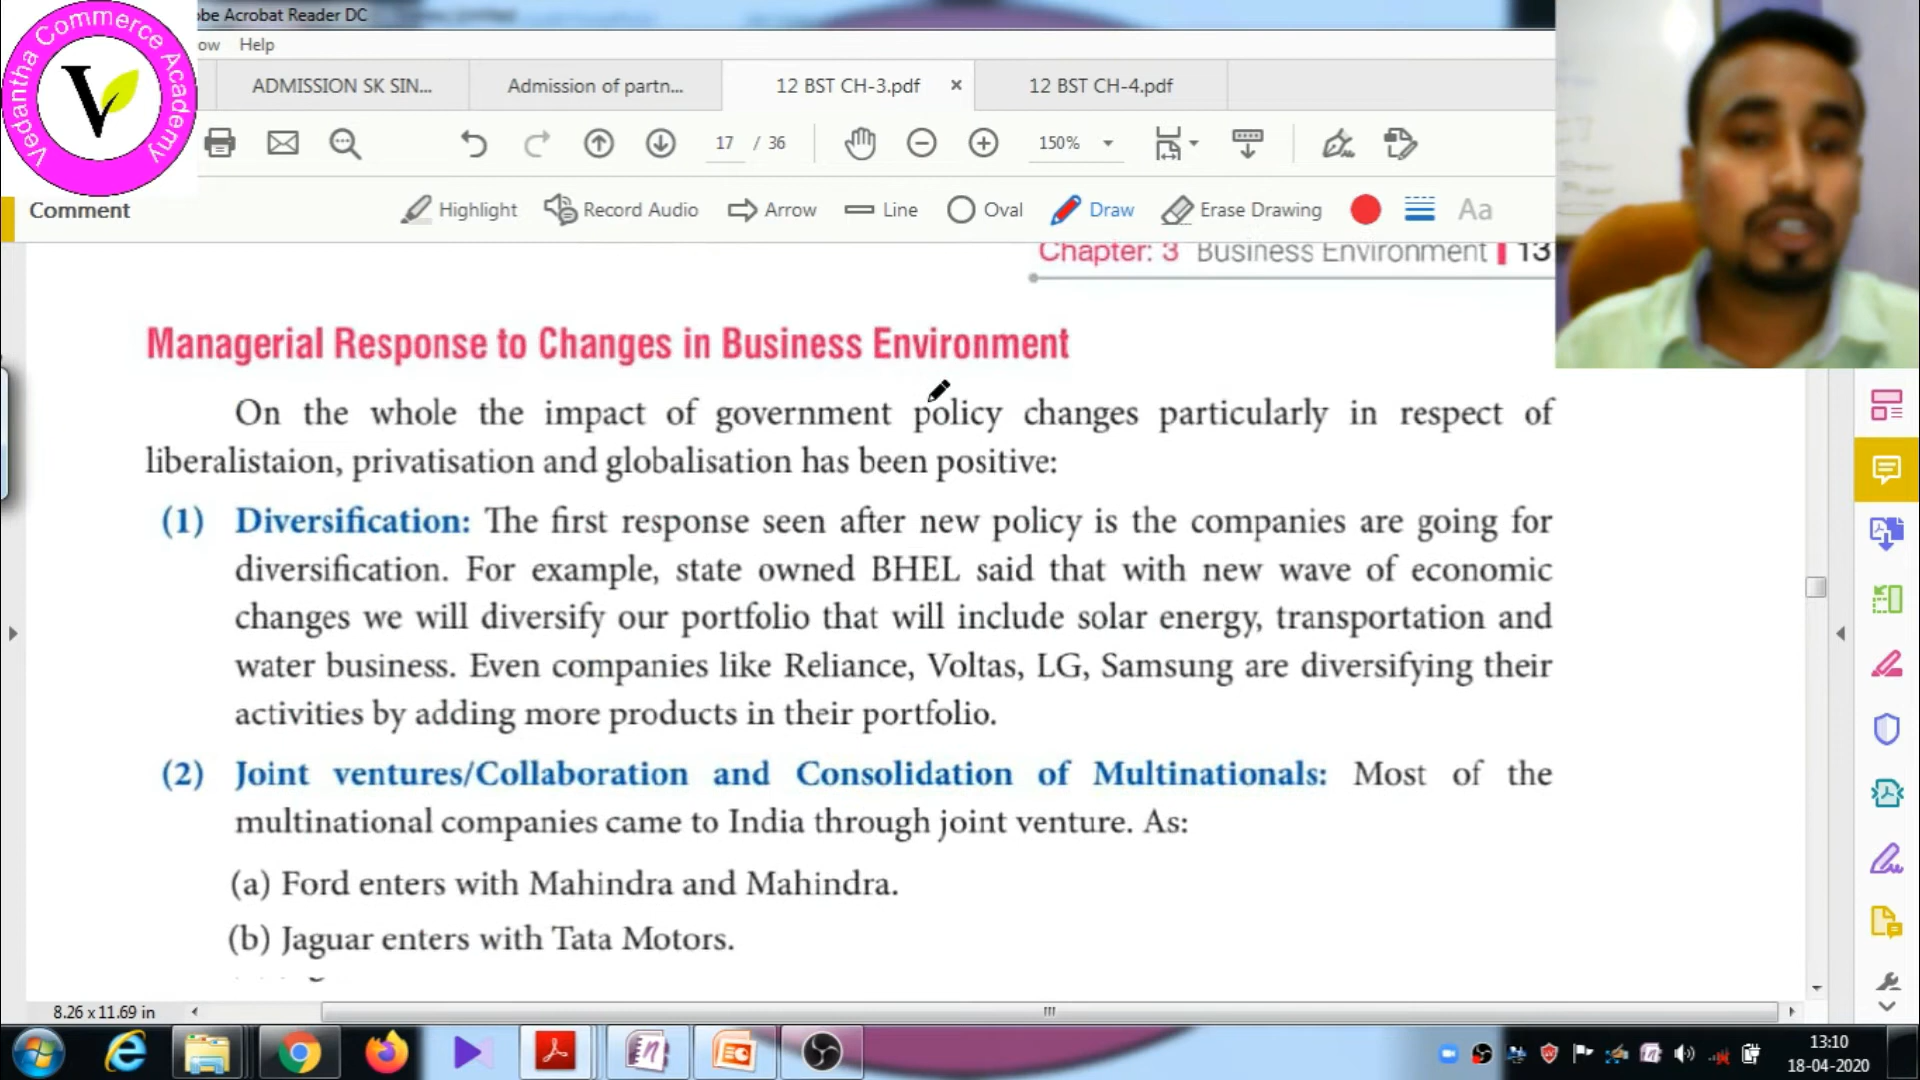 Vedantha Commerce Academy
V
be Acrobat Reader DC
ow Help
ADMISSION SK SIN... Admission of partn... 12 BST CH-3.pdf × 12 BST CH-4.pdf
17 / 36 150%
Comment Highlight Record Audio Arrow Line Oval Draw Erase Drawing Aa
Chapter: 3 Business Environment 13
Managerial Response to Changes in Business Environment
On the whole the impact of government policy changes particularly in respect of
liberalistaion, privatisation and globalisation has been positive:
(1) Diversification: The first response seen after new policy is the companies are going for
diversification. For example, state owned BHEL said that with new wave of economic
changes we will diversify our portfolio that will include solar energy, transportation and
water business. Even companies like Reliance, Voltas, LG, Samsung are diversifying their
activities by adding more products in their portfolio.
(2) Joint ventures/Collaboration and Consolidation of Multinationals: Most of the
multinational companies came to India through joint venture. As:
(a) Ford enters with Mahindra and Mahindra.
(b) Jaguar enters with Tata Motors.
8.26 x 11.69 in
13:10
18-04-2020